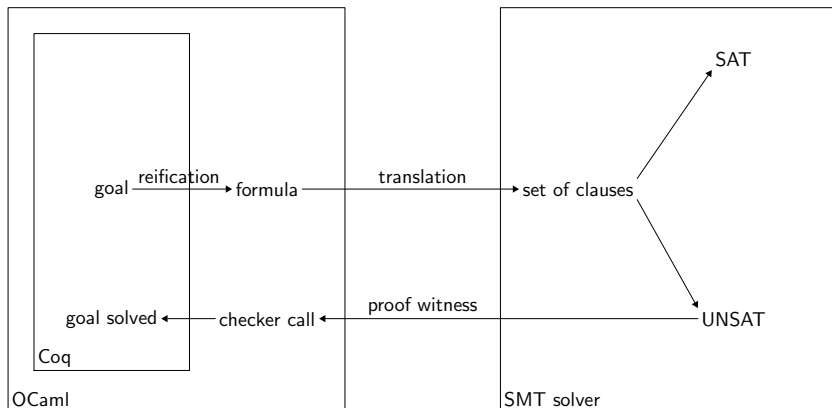 SAT
goal
reification
formula
translation
set of clauses
goal solved
checker call
proof witness
UNSAT
Coq
OCaml
SMT solver